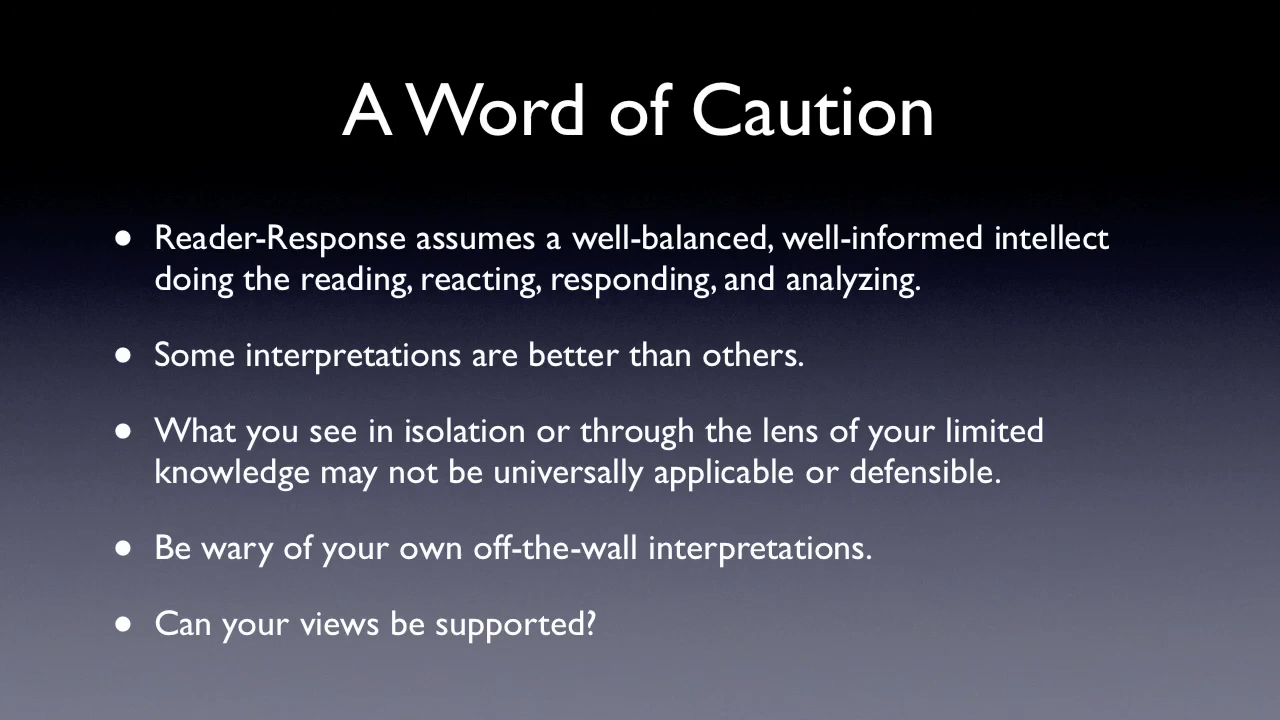 A Word of Caution
• Reader-Response assumes a well-balanced, well-informed intellect
doing the reading, reacting, responding, and analyzing.
• Some interpretations are better than others.
• What you see in isolation or through the lens of your limited
knowledge may not be universally applicable or defensible.
• Be wary of your own off-the-wall interpretations.
• Can your views be supported?